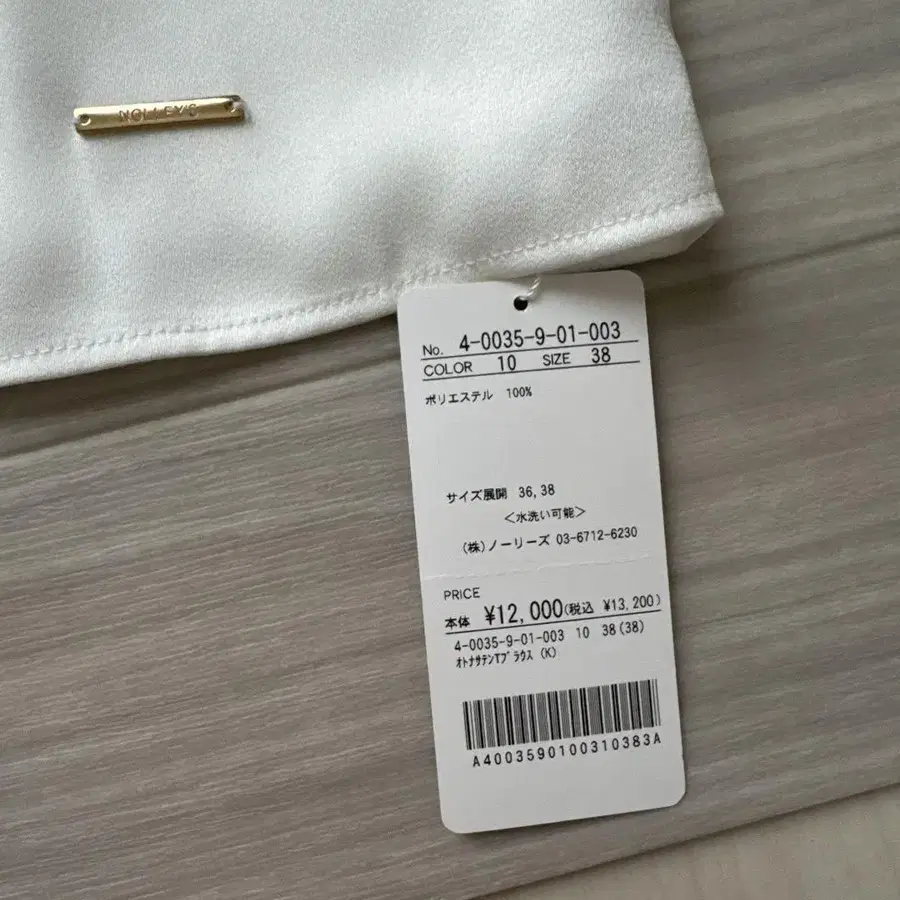 NOLLEY'S
No. 4-0035-9-01-003
COLOR 10 SIZE 38
ポリエステル 100%
サイズ展開 36,38
<水洗い可能>
(株)ノーリーズ 03-6712-6230
PRICE
本体 ¥12,000(税込 ¥13,200)
4-0035-9-01-003 10 38(38)
ｵﾄﾅｻﾃﾝTﾌﾞﾗｳｽ (K)
A4003590100310383A